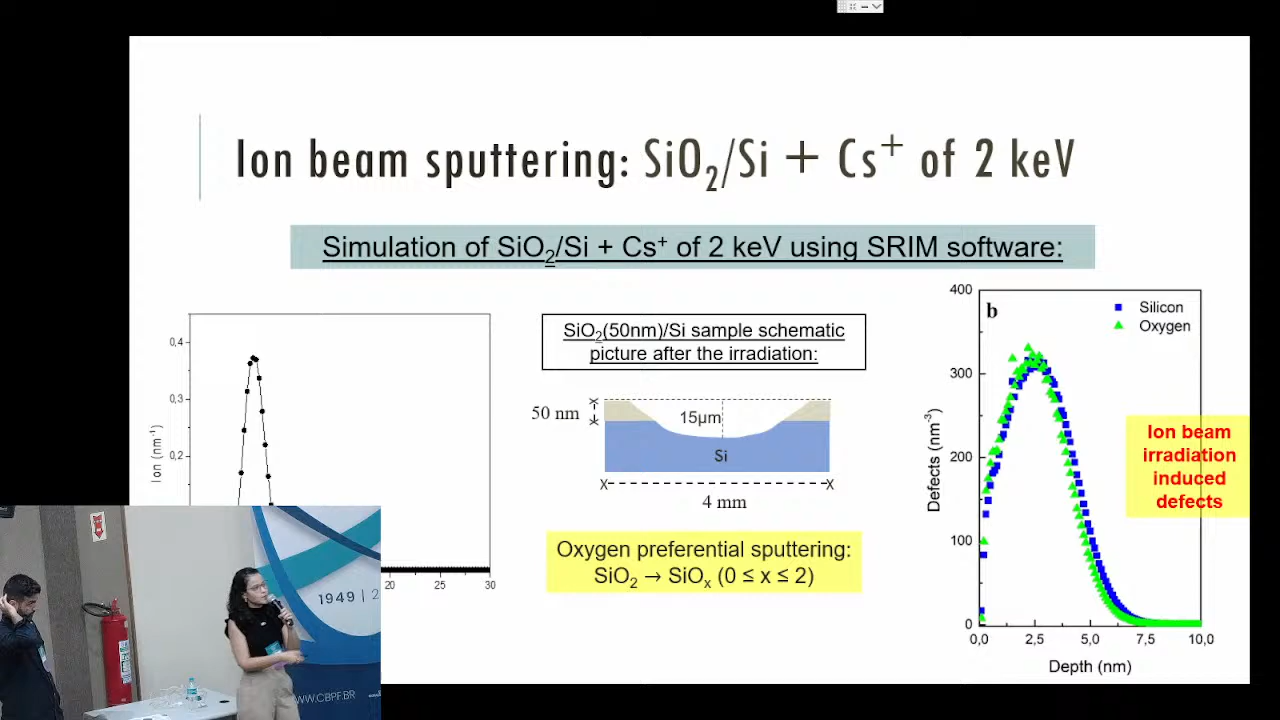 Ion beam sputtering: SiO₂/Si + Cs⁺ of 2 keV
Simulation of SiO₂/Si + Cs⁺ of 2 keV using SRIM software:
0,4
0,3
0,2
Ion (nm⁻¹)
20
25
30
SiO₂(50nm)/Si sample schematic
picture after the irradiation:
50 nm
15µm
Si
4 mm
Oxygen preferential sputtering:
SiO₂ → SiOₓ (0 ≤ x ≤ 2)
b
Silicon
Oxygen
400
300
200
100
0
Defects (nm⁻³)
0,0
2,5
5,0
7,5
10,0
Depth (nm)
Ion beam
irradiation
induced
defects
1949 | 2
WWW.CBPF.BR